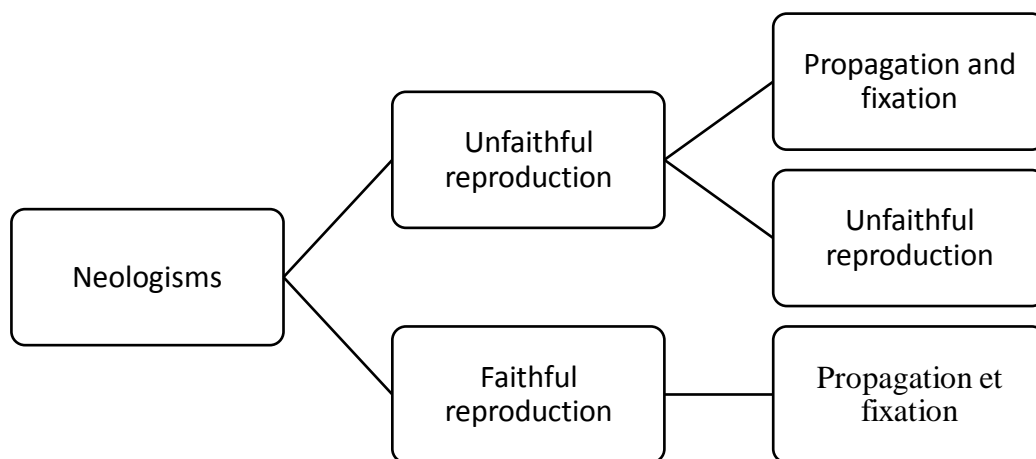 Neologisms
Unfaithful
reproduction
Propagation and
fixation
Unfaithful
reproduction
Faithful
reproduction
Propagation et
fixation